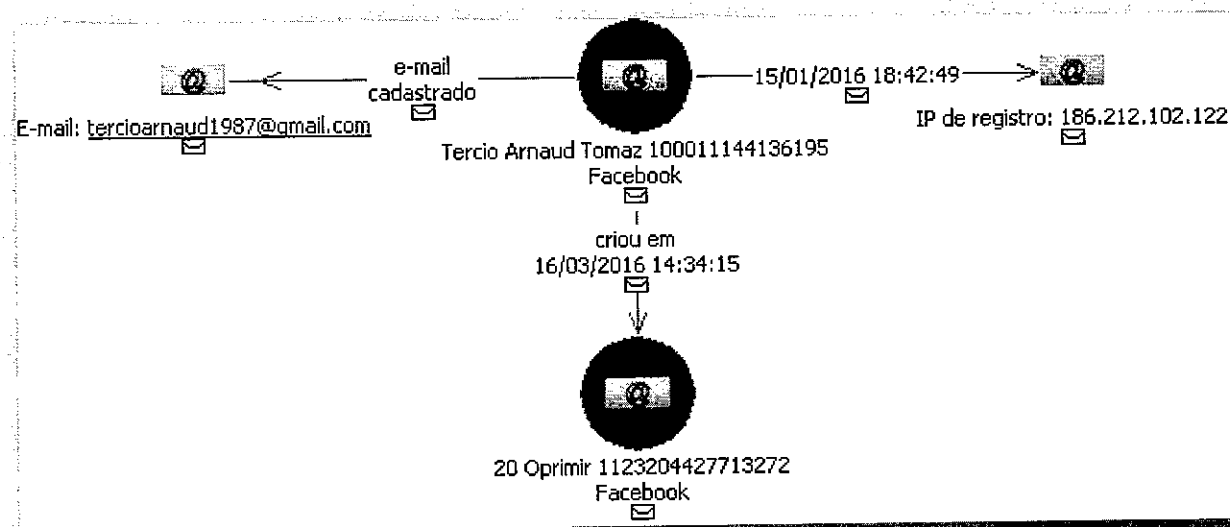 e-mail
cadastrado
15/01/2016 18:42:49
E-mail: tercioarnaud1987@gmail.com
IP de registro: 186.212.102.122
Tercio Arnaud Tomaz 100011144136195
Facebook
criou em
16/03/2016 14:34:15
20 Oprimir 1123204427713272
Facebook